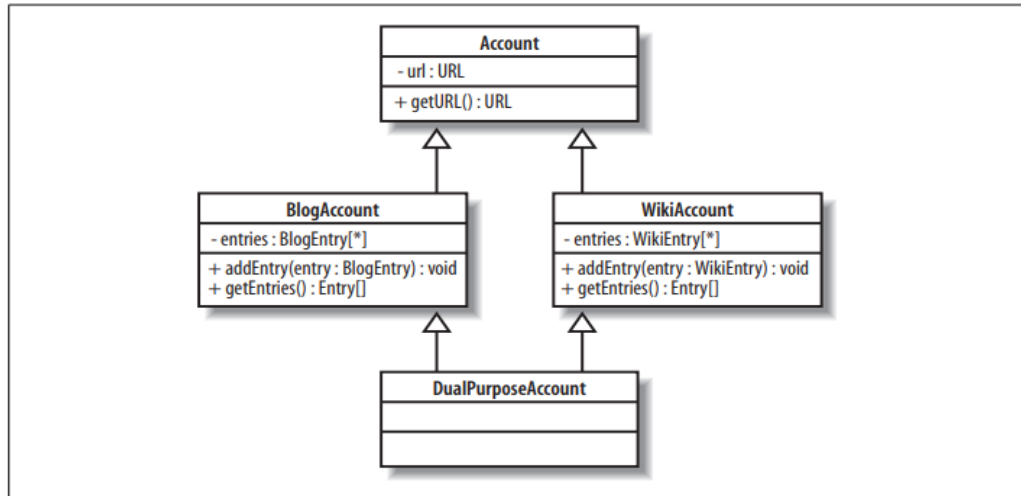 Account
- url : URL
+ getURL() : URL
BlogAccount
- entries : BlogEntry[*]
+ addEntry(entry : BlogEntry) : void
+ getEntries() : Entry[]
WikiAccount
- entries : WikiEntry[*]
+ addEntry(entry : WikiEntry) : void
+ getEntries() : Entry[]
DualPurposeAccount